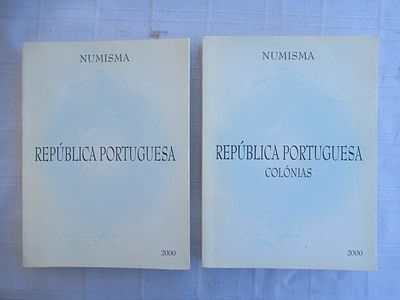 NUMISMA
REPÚBLICA PORTUGUESA
2000
NUMISMA
REPÚBLICA PORTUGUESA
COLÓNIAS
2000